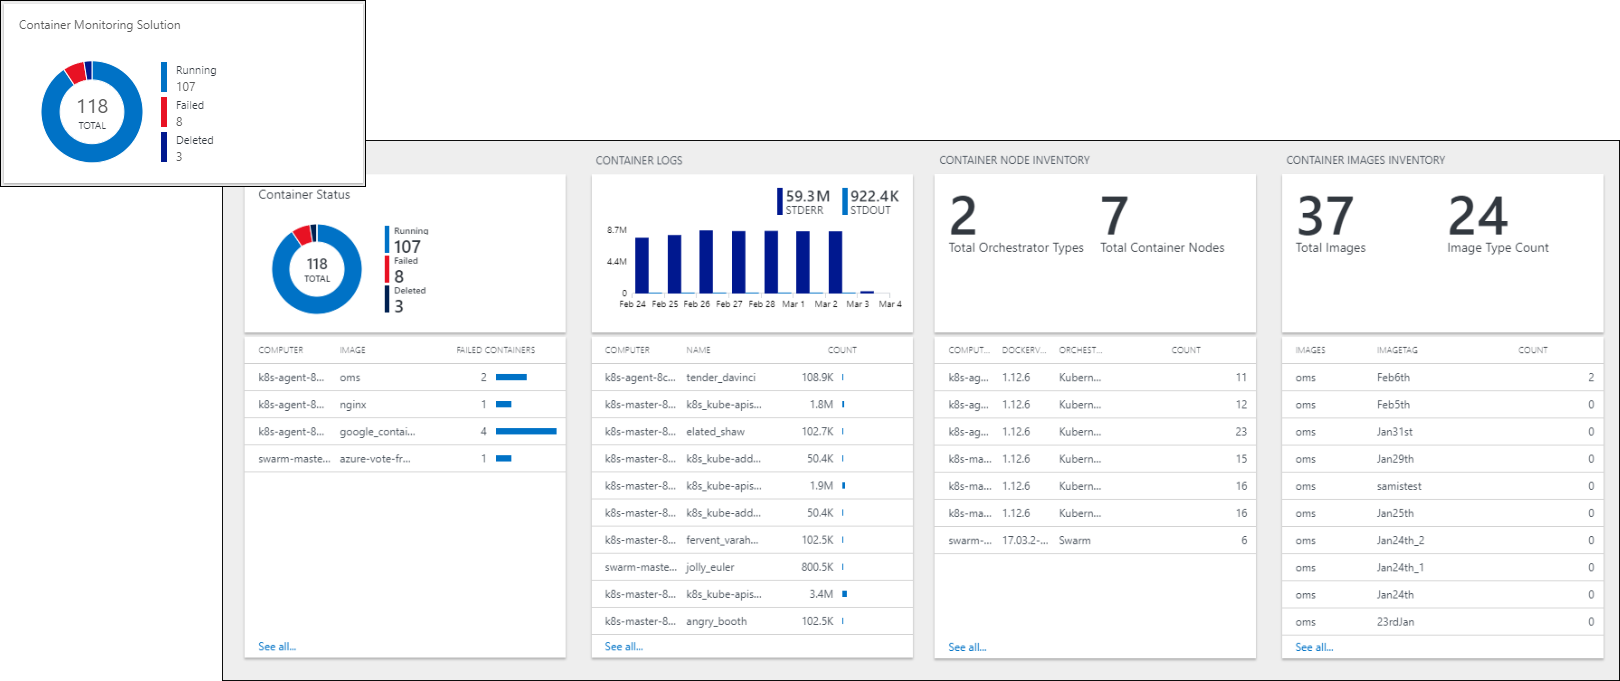 Container Monitoring Solution
118
TOTAL
Running
107
Failed
8
Deleted
3
Container Status
118
TOTAL
Running
107
Failed
8
Deleted
3
COMPUTER IMAGE FAILED CONTAINERS
k8s-agent-8... oms 2
k8s-agent-8... nginx 1
k8s-agent-8... google_contai... 4
swarm-maste... azure-vote-fr... 1
See all...
CONTAINER LOGS
59.3M 922.4K
STDERR STDOUT
8.7M
4.4M
0
Feb 24 Feb 25 Feb 26 Feb 27 Feb 28 Mar 1 Mar 2 Mar 3 Mar 4
COMPUTER NAME COUNT
k8s-agent-8c... tender_davinci 108.9K
k8s-master-8... k8s_kube-apis... 1.8M
k8s-master-8... elated_shaw 102.7K
k8s-master-8... k8s_kube-add... 50.4K
k8s-master-8... k8s_kube-apis... 1.9M
k8s-master-8... k8s_kube-add... 50.4K
k8s-master-8... fervent_varah... 102.5K
swarm-maste... jolly_euler 800.5K
k8s-master-8... k8s_kube-apis... 3.4M
k8s-master-8... angry_booth 102.5K
See all...
CONTAINER NODE INVENTORY
2 7
Total Orchestrator Types Total Container Nodes
COMPUT... DOCKERV... ORCHEST... COUNT
k8s-ag... 1.12.6 Kubern... 11
k8s-ag... 1.12.6 Kubern... 12
k8s-ag... 1.12.6 Kubern... 23
k8s-ma... 1.12.6 Kubern... 15
k8s-ma... 1.12.6 Kubern... 16
k8s-ma... 1.12.6 Kubern... 16
swarm-... 17.03.2-... Swarm 6
See all...
CONTAINER IMAGES INVENTORY
37 24
Total Images Image Type Count
IMAGES IMAGETAG COUNT
oms Feb6th 2
oms Feb5th 0
oms Jan31st 0
oms Jan29th 0
oms samistest 0
oms Jan25th 0
oms Jan24th_2 0
oms Jan24th_1 0
oms Jan24th 0
oms 23rdJan 0
See all...